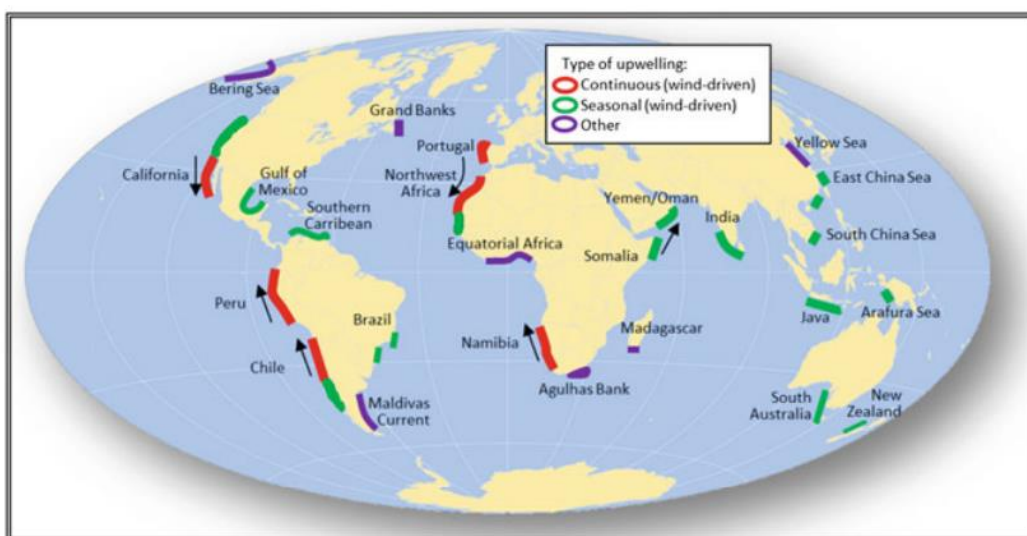 Type of upwelling:
Continuous (wind-driven)
Seasonal (wind-driven)
Other
Bering Sea
Grand Banks
Portugal
Yellow Sea
California
Gulf of
Mexico
Northwest
Africa
East China Sea
Southern
Carribean
Yemen/Oman
India
Equatorial Africa
Somalia
South China Sea
Peru
Brazil
Namibia
Madagascar
Java
Arafura Sea
Chile
Agulhas Bank
Maldivas
Current
South
Australia
New
Zealand